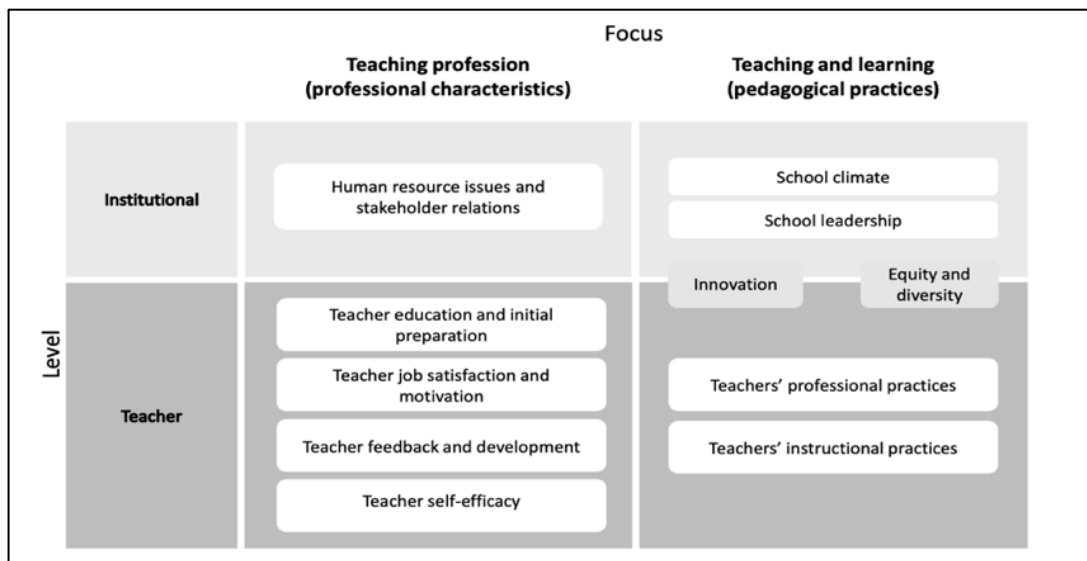 Focus
Teaching profession
(professional characteristics)
Teaching and learning
(pedagogical practices)
Level
Institutional
Human resource issues and
stakeholder relations
School climate
School leadership
Innovation
Equity and
diversity
Teacher
Teacher education and initial
preparation
Teacher job satisfaction and
motivation
Teacher feedback and development
Teacher self-efficacy
Teachers’ professional practices
Teachers’ instructional practices